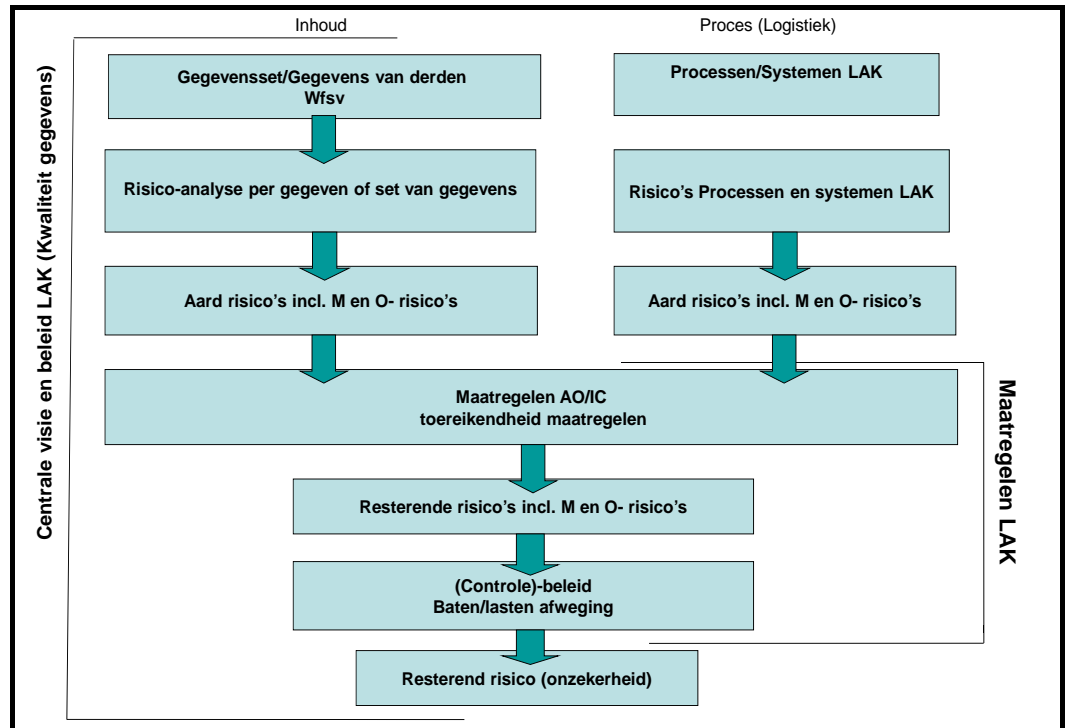 Inhoud
Proces (Logistiek)
Centrale visie en beleid LAK (Kwaliteit gegevens)
Gegevensset/Gegevens van derden
Wfsv
Processen/Systemen LAK
Risico-analyse per gegeven of set van gegevens
Risico's Processen en systemen LAK
Aard risico's incl. M en O- risico's
Aard risico's incl. M en O- risico's
Maatregelen AO/IC
toereikendheid maatregelen
Maatregelen LAK
Resterende risico's incl. M en O- risico's
(Controle)-beleid
Baten/lasten afweging
Resterend risico (onzekerheid)